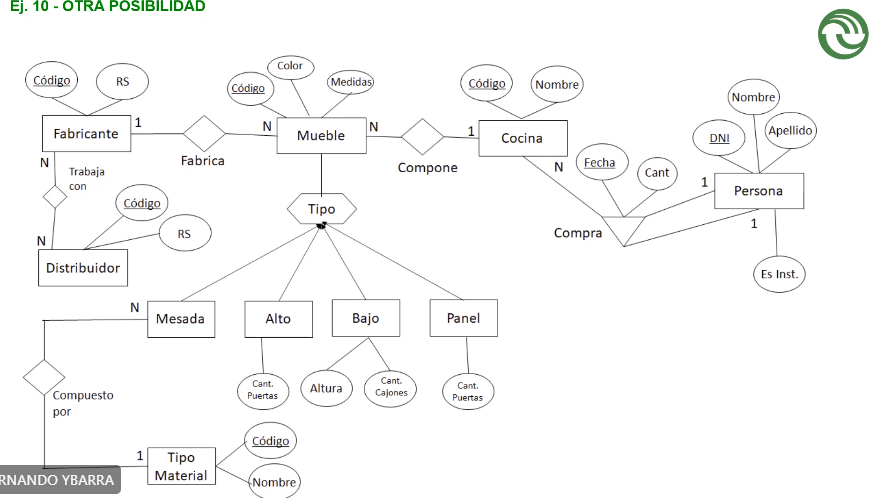 Ej. 10 - OTRA POSIBILIDAD
Código
RS
Fabricante
1
Fabrica
N
Color
Código
Medidas
Mueble
N
Compone
1
Código
Nombre
Cocina
N
Fecha
Cant
Compra
1
1
Nombre
DNI
Apellido
Persona
Es Inst.
N
Trabaja
con
N
Código
RS
Distribuidor
Tipo
N
Mesada
Alto
Bajo
Panel
Cant.
Puertas
Altura
Cant.
Cajones
Cant.
Puertas
Compuesto
por
1
Tipo
Material
Código
Nombre
RNANDO YBARRA